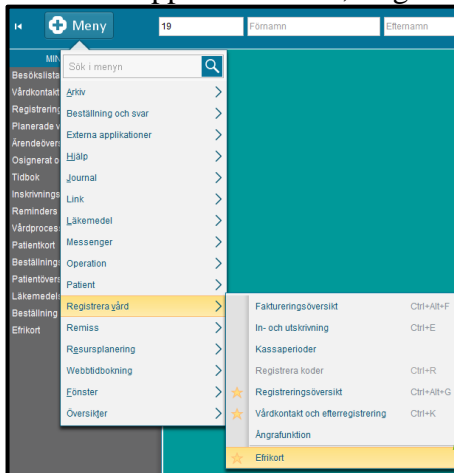 Meny
19
Förnamn
Efternamn
MIN
Besökslista
Vårdkontakt
Registrering
Planerade v
Ärendeöver
Osignerat o
Tidbok
Inskrivnings
Reminders
Vårdproces
Patientkort
Beställning
Patientövers
Läkemedel
Beställning
Efrikort
Sök i menyn
Arkiv
Beställning och svar
Externa applikationer
Hjälp
Journal
Link
Läkemedel
Messenger
Operation
Patient
Registrera vård
Remiss
Resursplanering
Webbtidbokning
Fönster
Översikter
Faktureringsöversikt Ctrl+Alt+F
In- och utskrivning Ctrl+E
Kassaperioder
Registrera koder Ctrl+R
Registreringsöversikt Ctrl+Alt+G
Vårdkontakt och efterregistrering Ctrl+K
Ångrafunktion
Efrikort